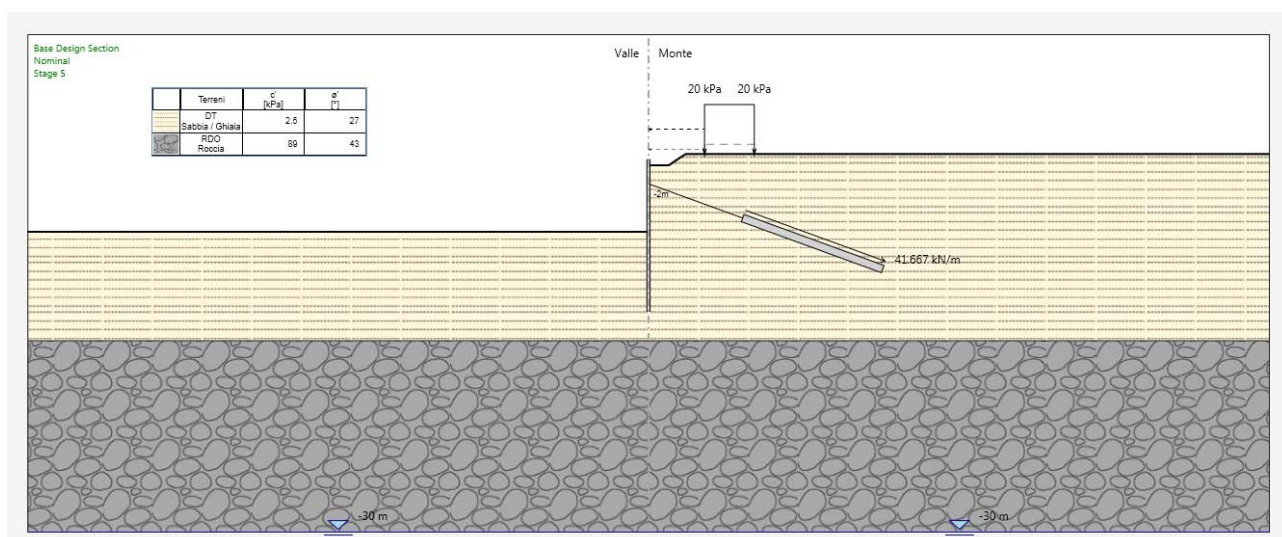 Base Design Section
Nominal
Stage 5
Valle
Monte
20 kPa 20 kPa
Terreni c' [kPa] ø' [°]
DT
Sabbia / Ghiaia 2.5 27
RDO
Roccia 89 43
-2m
41.667 kN/m
-30 m
-30 m